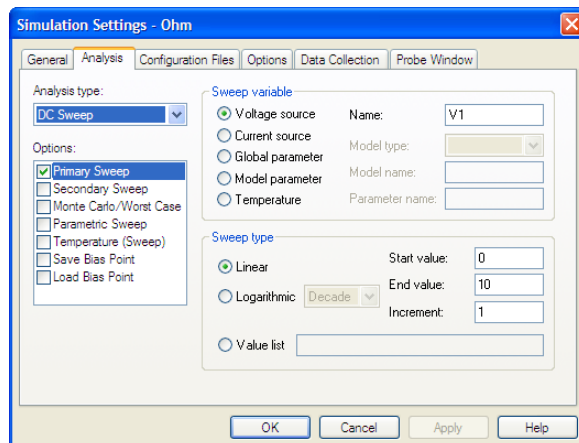 Simulation Settings - Ohm
General Analysis Configuration Files Options Data Collection Probe Window
Analysis type:
DC Sweep
Options:
Primary Sweep
Secondary Sweep
Monte Carlo/Worst Case
Parametric Sweep
Temperature (Sweep)
Save Bias Point
Load Bias Point
Sweep variable
Voltage source
Current source
Global parameter
Model parameter
Temperature
Name: V1
Model type:
Model name:
Parameter name:
Sweep type
Linear
Logarithmic Decade
Value list
Start value: 0
End value: 10
Increment: 1
OK Cancel Apply Help